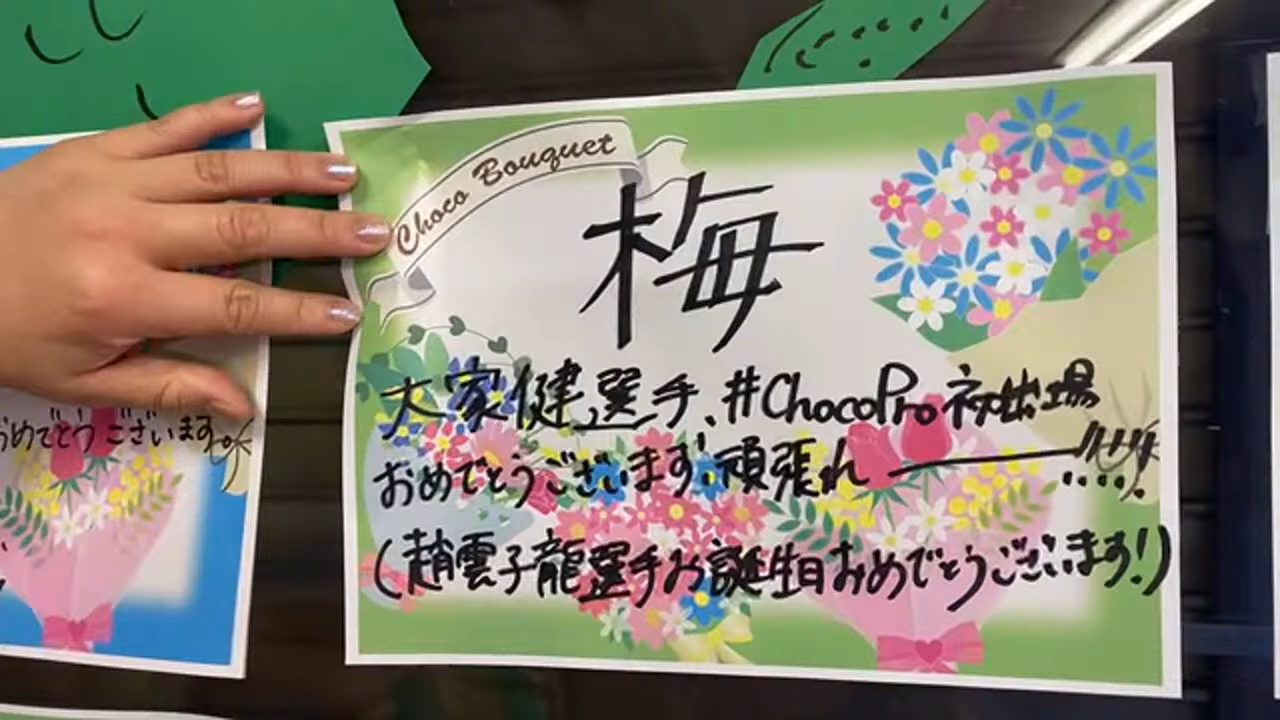 Choco Bouquet
梅
大家健選手、#ChocoPro初出場
おめでとうございます!頑張れ————!!!!!
(趙雲子龍選手お誕生日おめでとうございます!)
おめでとうございます